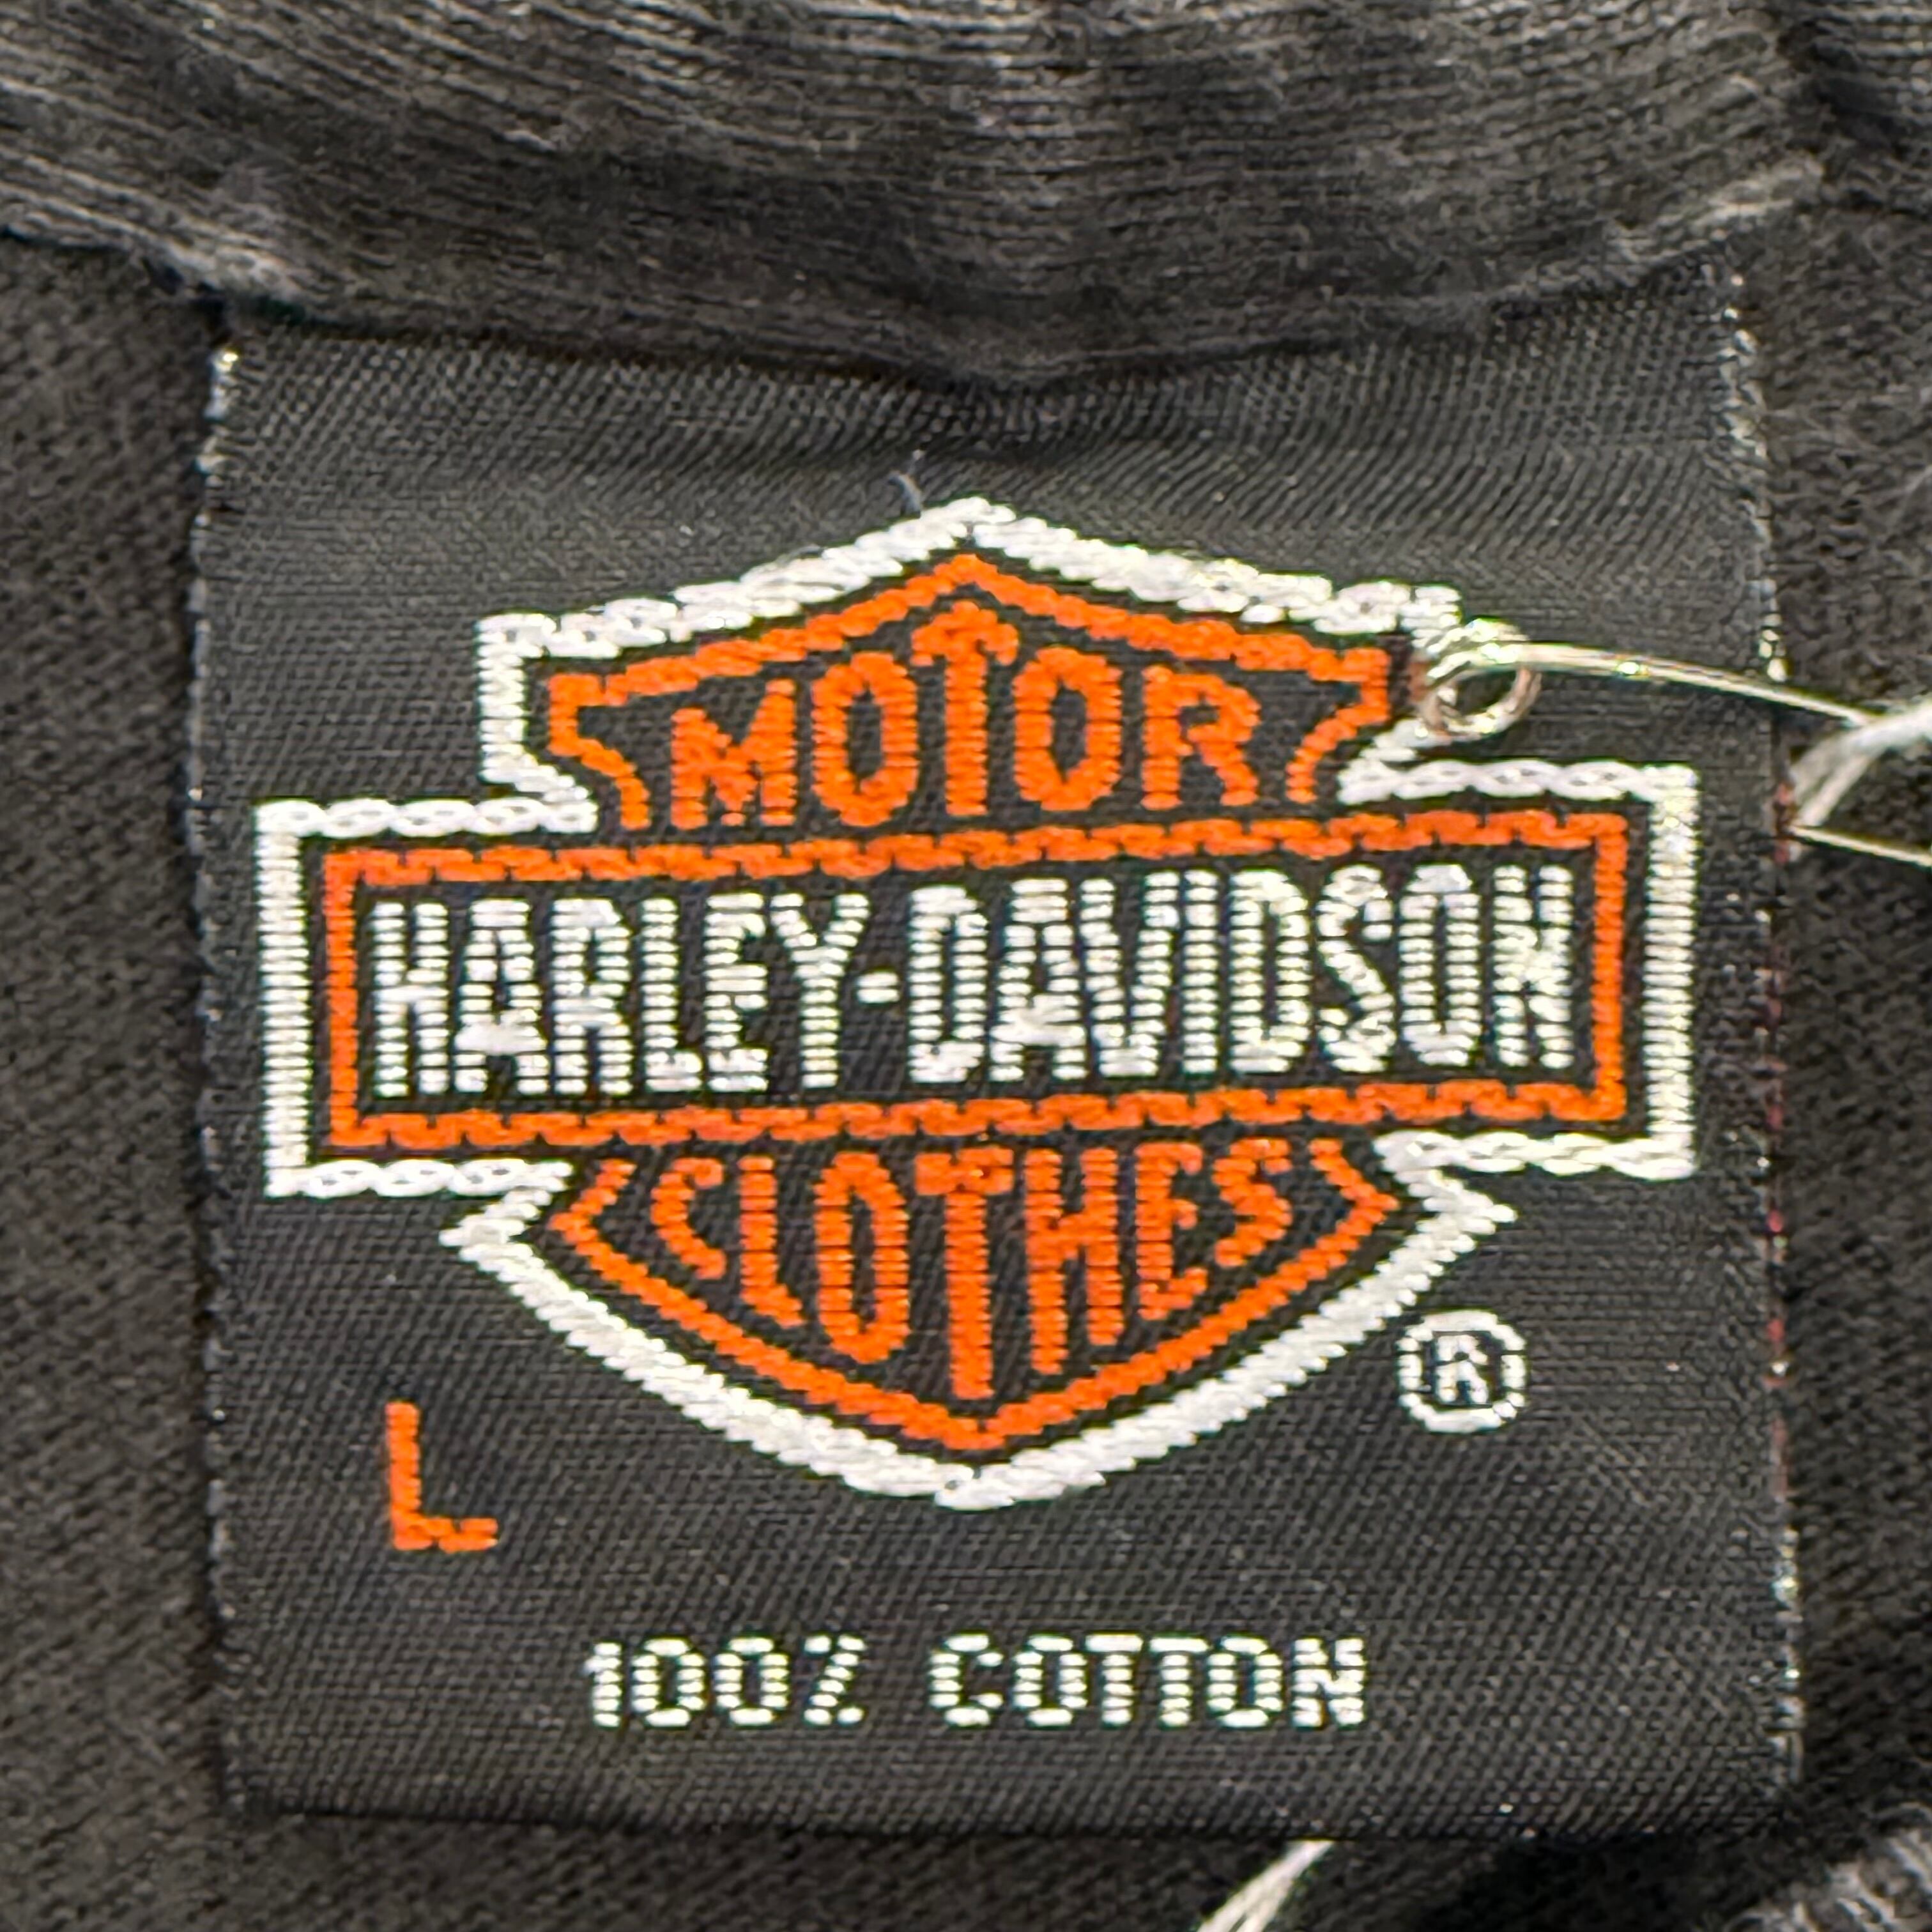 MOTOR
HARLEY-DAVIDSON
CLOTHES
®
L
100% COTTON